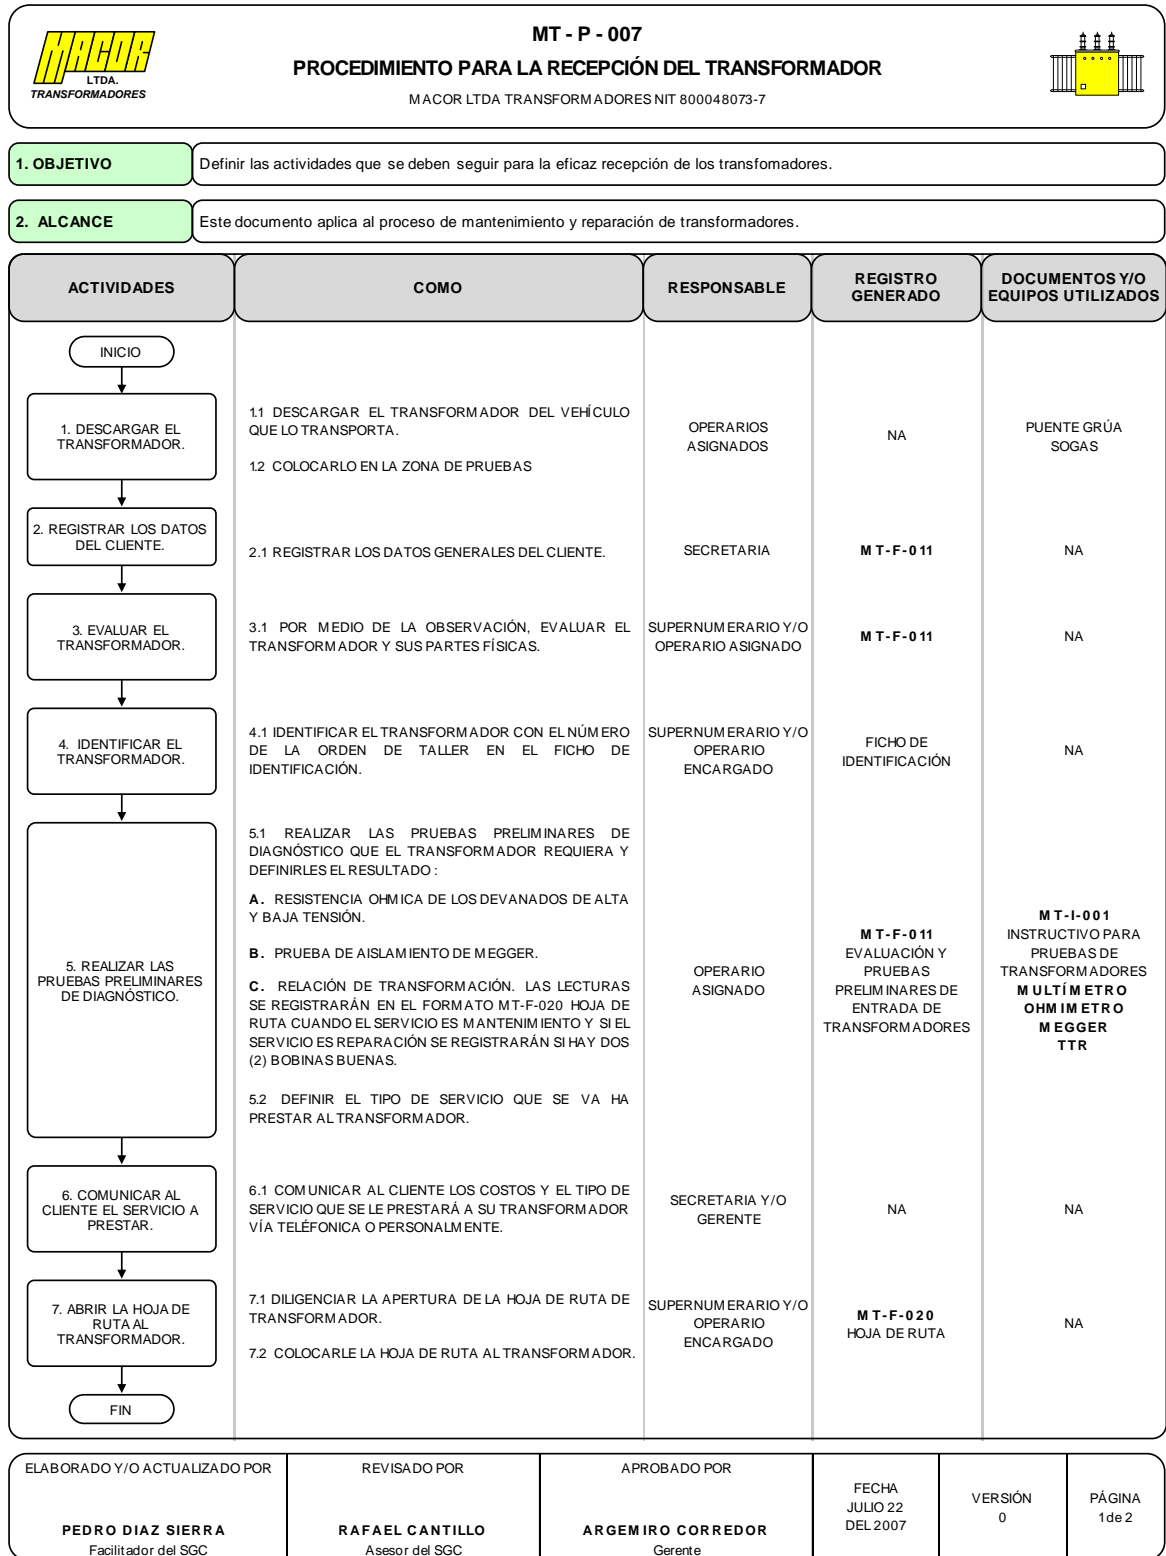 MACOR
LTDA.
TRANSFORMADORES
MT - P - 007
PROCEDIMIENTO PARA LA RECEPCIÓN DEL TRANSFORMADOR
MACOR LTDA TRANSFORMADORES NIT 800048073-7
1. OBJETIVO
Definir las actividades que se deben seguir para la eficaz recepción de los transfomadores.
2. ALCANCE
Este documento aplica al proceso de mantenimiento y reparación de transformadores.
ACTIVIDADES
COMO
RESPONSABLE
REGISTRO
GENERADO
DOCUMENTOS Y/O
EQUIPOS UTILIZADOS
INICIO
1. DESCARGAR EL
TRANSFORMADOR.
1.1 DESCARGAR EL TRANSFORMADOR DEL VEHÍCULO
QUE LO TRANSPORTA.
1.2 COLOCARLO EN LA ZONA DE PRUEBAS
OPERARIOS
ASIGNADOS
NA
PUENTE GRÚA
SOGAS
2. REGISTRAR LOS DATOS
DEL CLIENTE.
2.1 REGISTRAR LOS DATOS GENERALES DEL CLIENTE.
SECRETARIA
MT-F-011
NA
3. EVALUAR EL
TRANSFORMADOR.
3.1 POR MEDIO DE LA OBSERVACIÓN, EVALUAR EL
TRANSFORMADOR Y SUS PARTES FÍSICAS.
SUPERNUMERARIO Y/O
OPERARIO ASIGNADO
MT-F-011
NA
4. IDENTIFICAR EL
TRANSFORMADOR.
4.1 IDENTIFICAR EL TRANSFORMADOR CON EL NÚMERO
DE LA ORDEN DE TALLER EN EL FICHO DE
IDENTIFICACIÓN.
SUPERNUMERARIO Y/O
OPERARIO
ENCARGADO
FICHO DE
IDENTIFICACIÓN
NA
5. REALIZAR LAS
PRUEBAS PRELIMINARES
DE DIAGNÓSTICO.
5.1 REALIZAR LAS PRUEBAS PRELIMINARES DE
DIAGNÓSTICO QUE EL TRANSFORMADOR REQUIERA Y
DEFINIRLES EL RESULTADO :
A. RESISTENCIA OHMICA DE LOS DEVANADOS DE ALTA
Y BAJA TENSIÓN.
B. PRUEBA DE AISLAMIENTO DE MEGGER.
C. RELACIÓN DE TRANSFORMACIÓN. LAS LECTURAS
SE REGISTRARÁN EN EL FORMATO MT-F-020 HOJA DE
RUTA CUANDO EL SERVICIO ES MANTENIMIENTO Y SI EL
SERVICIO ES REPARACIÓN SE REGISTRARÁN SI HAY DOS
(2) BOBINAS BUENAS.
5.2 DEFINIR EL TIPO DE SERVICIO QUE SE VA HA
PRESTAR AL TRANSFORMADOR.
OPERARIO
ASIGNADO
MT-F-011
EVALUACIÓN Y
PRUEBAS
PRELIMINARES DE
ENTRADA DE
TRANSFORMADORES
MT-I-001
INSTRUCTIVO PARA
PRUEBAS DE
TRANSFORMADORES
MULTÍMETRO
OHMIMETRO
MEGGER
TTR
6. COMUNICAR AL
CLIENTE EL SERVICIO A
PRESTAR.
6.1 COMUNICAR AL CLIENTE LOS COSTOS Y EL TIPO DE
SERVICIO QUE SE LE PRESTARÁ A SU TRANSFORMADOR
VÍA TELÉFONICA O PERSONALMENTE.
SECRETARIA Y/O
GERENTE
NA
NA
7. ABRIR LA HOJA DE
RUTA AL
TRANSFORMADOR.
7.1 DILIGENCIAR LA APERTURA DE LA HOJA DE RUTA DE
TRANSFORMADOR.
7.2 COLOCARLE LA HOJA DE RUTA AL TRANSFORMADOR.
SUPERNUMERARIO Y/O
OPERARIO
ENCARGADO
MT-F-020
HOJA DE RUTA
NA
FIN
ELABORADO Y/O ACTUALIZADO POR
PEDRO DIAZ SIERRA
Facilitador del SGC
REVISADO POR
RAFAEL CANTILLO
Asesor del SGC
APROBADO POR
ARGEMIRO CORREDOR
Gerente
FECHA
JULIO 22
DEL 2007
VERSIÓN
0
PÁGINA
1 de 2